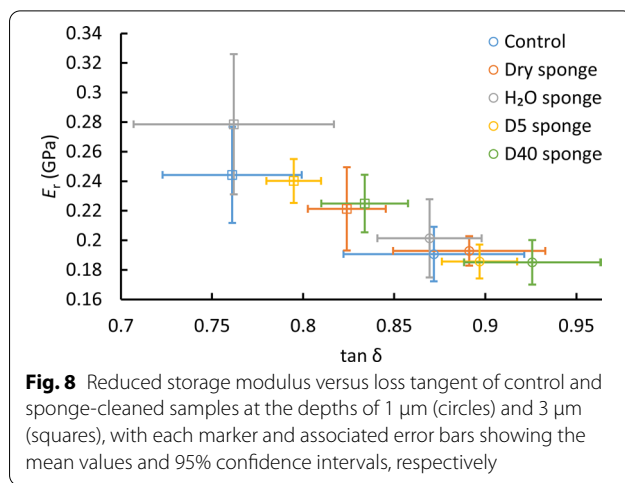 0.34
0.32
0.3
0.28
0.26
0.24
0.22
0.2
0.18
0.16
E_r (GPa)
0.7 0.75 0.8 0.85 0.9 0.95
tan δ
Control
Dry sponge
H₂O sponge
D5 sponge
D40 sponge
Fig. 8 Reduced storage modulus versus loss tangent of control and
sponge-cleaned samples at the depths of 1 μm (circles) and 3 μm
(squares), with each marker and associated error bars showing the
mean values and 95% confidence intervals, respectively